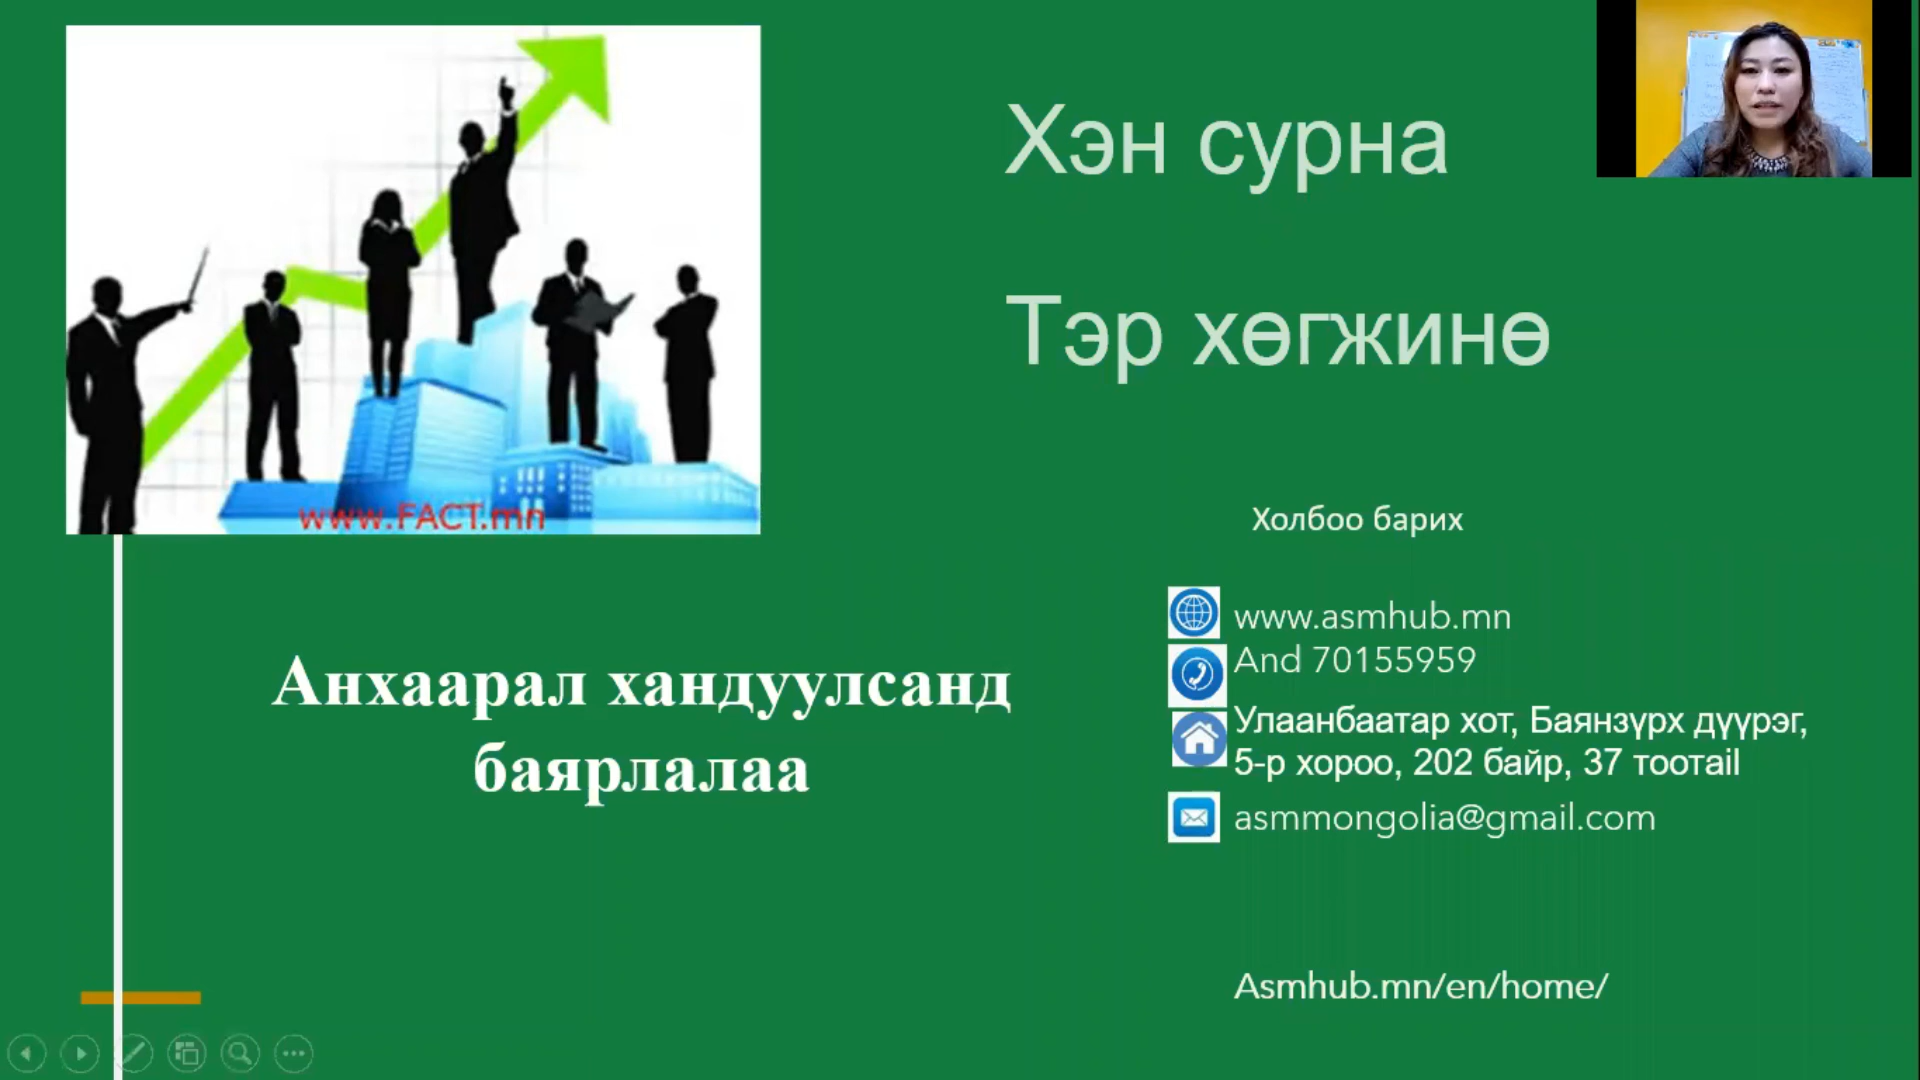 Хэн сурна
Тэр хөгжинө
www.FACT.mn
Холбоо барих
www.asmhub.mn
And 70155959
Улаанбаатар хот, Баянзүрх дүүрэг,
5-р хороо, 202 байр, 37 тоотail
asmmongolia@gmail.com
Анхаарал хандуулсанд
баярлалаа
Asmhub.mn/en/home/